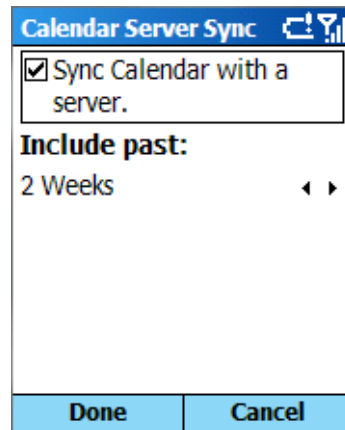 Calendar Server Sync
Sync Calendar with a
server.
Include past:
2 Weeks
Done Cancel